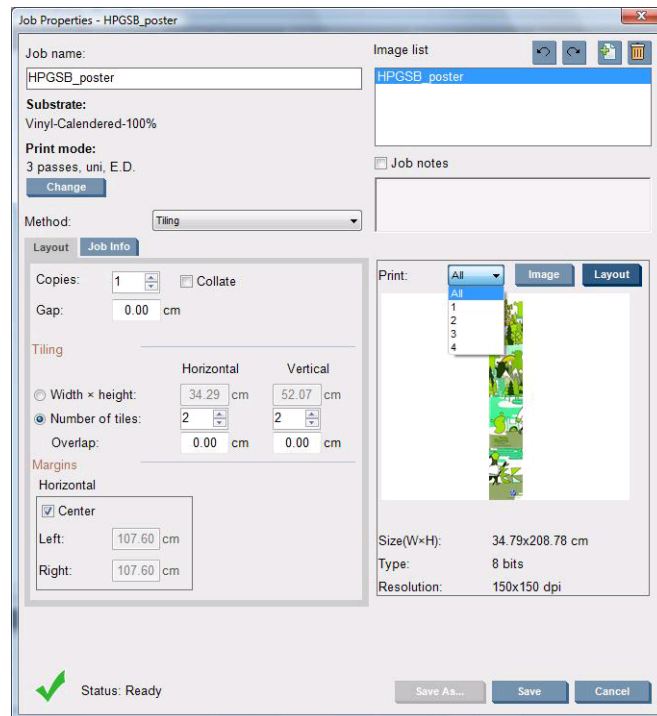 Job Properties - HPGSB_poster
Job name:
HPGSB_poster
Substrate:
Vinyl-Calendered-100%
Print mode:
3 passes, uni, E.D.
Change
Method: Tiling
Layout Job Info
Copies: 1 Collate
Gap: 0.00 cm
Tiling
Horizontal Vertical
Width × height: 34.29 cm 52.07 cm
Number of tiles: 2 2
Overlap: 0.00 cm 0.00 cm
Margins
Horizontal
Center
Left: 107.60 cm
Right: 107.60 cm
Image list
HPGSB_poster
Job notes
Print: All Image Layout
All
1
2
3
4
Size(W×H): 34.79x208.78 cm
Type: 8 bits
Resolution: 150x150 dpi
Status: Ready
Save As... Save Cancel